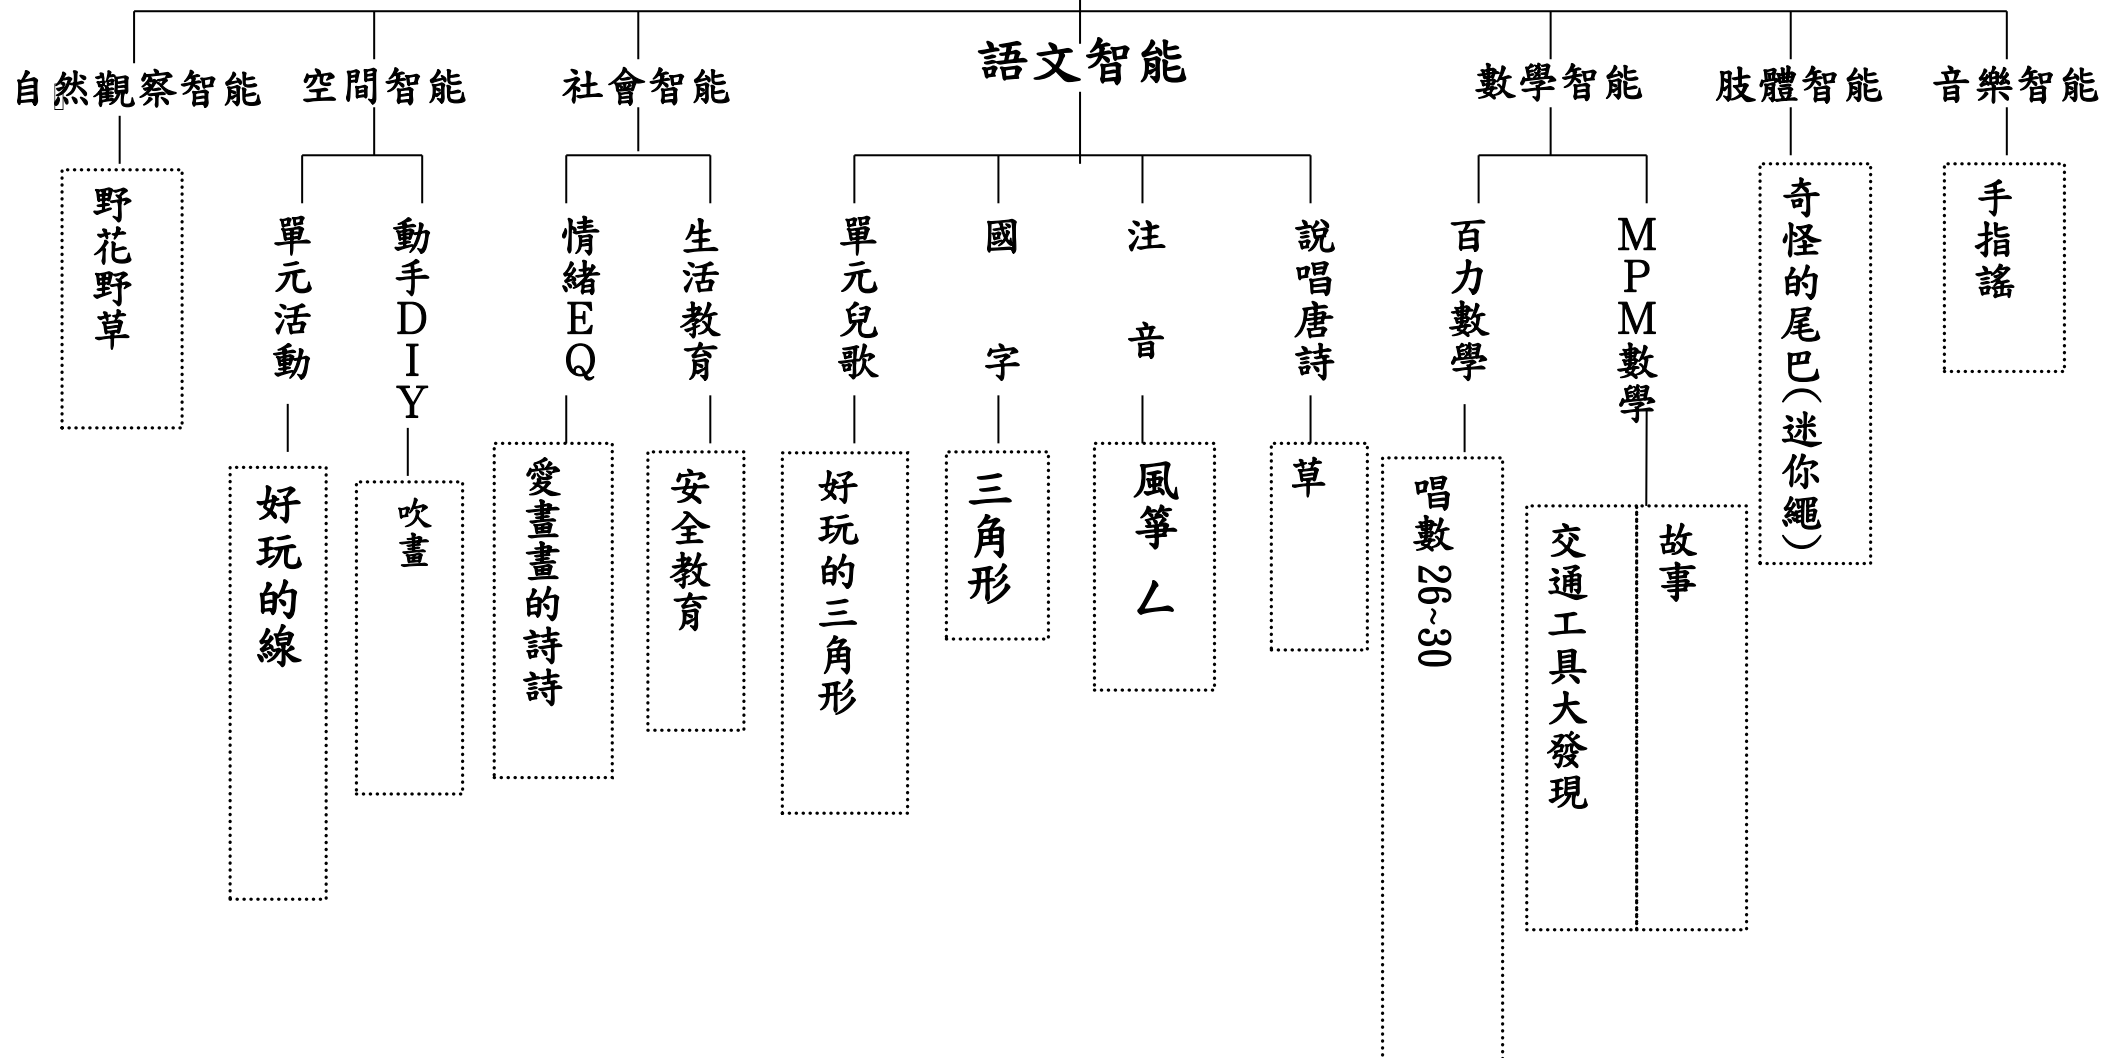 自然觀察智能
空間智能
社會智能
語文智能
數學智能
肢體智能
音樂智能
野花野草
單元活動
動手DIY
情緒EQ
生活教育
單元兒歌
國字
注音
說唱唐詩
百力數學
MPM數學
奇怪的尾巴(迷你繩)
手指謠
好玩的線
吹畫
愛畫畫的詩詩
安全教育
好玩的三角形
三角形
風箏 ㄥ
草
唱數 26~30
交通工具大發現
故事